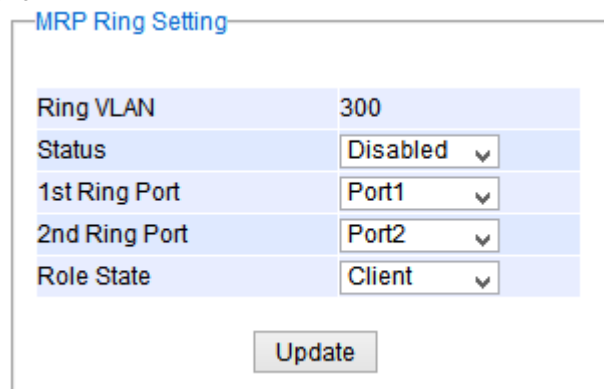 MRP Ring Setting
Ring VLAN 300
Status Disabled
1st Ring Port Port1
2nd Ring Port Port2
Role State Client
Update